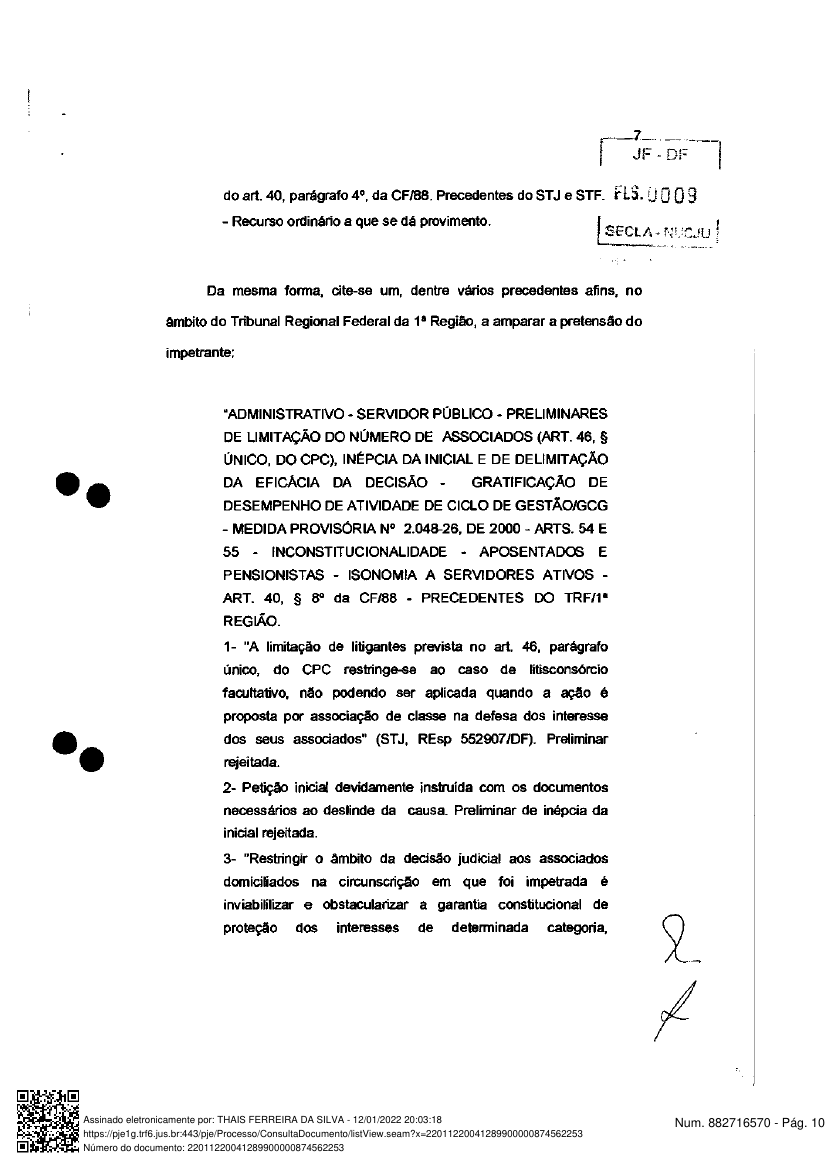 7
JF - DF
do art. 40, parágrafo 4º, da CF/88. Precedentes do STJ e STF. FLS. 0009
- Recurso ordinário a que se dá provimento.
SECLA - NUCJU
Da mesma forma, cite-se um, dentre vários precedentes afins, no
âmbito do Tribunal Regional Federal da 1ª Região, a amparar a pretensão do
impetrante:
"ADMINISTRATIVO - SERVIDOR PÚBLICO - PRELIMINARES
DE LIMITAÇÃO DO NÚMERO DE ASSOCIADOS (ART. 46, §
ÚNICO, DO CPC), INÉPCIA DA INICIAL E DE DELIMITAÇÃO
DA EFICÁCIA DA DECISÃO - GRATIFICAÇÃO DE
DESEMPENHO DE ATIVIDADE DE CICLO DE GESTÃO/GCG
- MEDIDA PROVISÓRIA Nº 2.048-26, DE 2000 - ARTS. 54 E
55 - INCONSTITUCIONALIDADE - APOSENTADOS E
PENSIONISTAS - ISONOMIA A SERVIDORES ATIVOS -
ART. 40, § 8º da CF/88 - PRECEDENTES DO TRF/1ª
REGIÃO.
1- "A limitação de litigantes prevista no art. 46, parágrafo
único, do CPC restringe-se ao caso de litisconsórcio
facultativo, não podendo ser aplicada quando a ação é
proposta por associação de classe na defesa dos interesse
dos seus associados" (STJ, REsp 552907/DF). Preliminar
rejeitada.
2- Petição inicial devidamente instruída com os documentos
necessários ao deslinde da causa. Preliminar de inépcia da
inicial rejeitada.
3- "Restringir o âmbito da decisão judicial aos associados
domiciliados na circunscrição em que foi impetrada é
inviabililizar e obstacularizar a garantia constitucional de
proteção dos interesses de determinada categoria,
Assinado eletronicamente por: THAIS FERREIRA DA SILVA - 12/01/2022 20:03:18
https://pje1g.trf6.jus.br:443/pje/Processo/ConsultaDocumento/listView.seam?x=22011220041289900000874562253
Número do documento: 22011220041289900000874562253
Num. 882716570 - Pág. 10